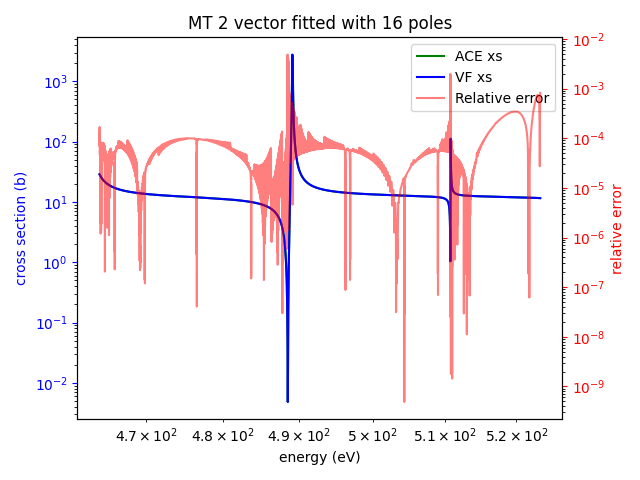 MT 2 vector fitted with 16 poles
ACE xs
VF xs
Relative error
cross section (b)
10³
10²
10¹
10⁰
10⁻¹
10⁻²
10⁻²
10⁻³
10⁻⁴
10⁻⁵
10⁻⁶
10⁻⁷
10⁻⁸
10⁻⁹
relative error
4.7 × 10² 4.8 × 10² 4.9 × 10² 5 × 10² 5.1 × 10² 5.2 × 10²
energy (eV)